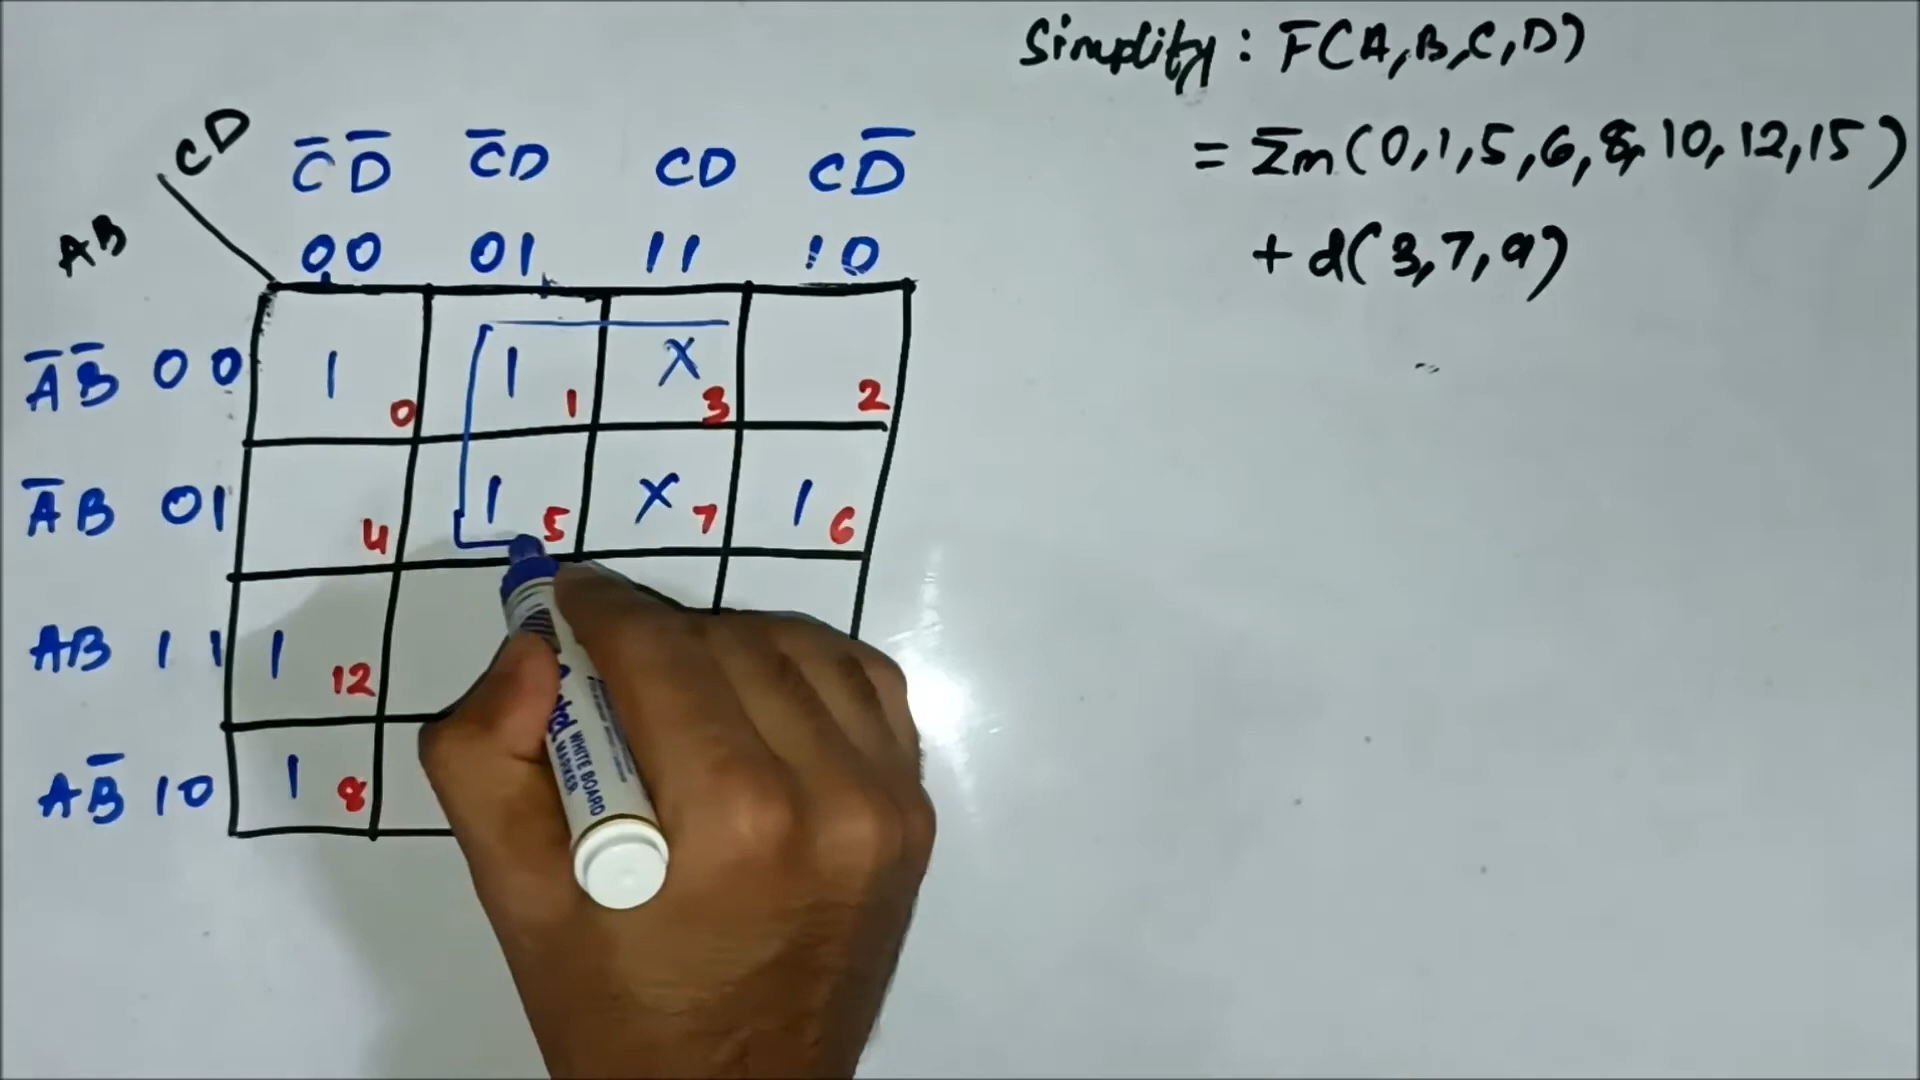 Simplify: F(A,B,C,D)
= Σm(0,1,5,6,8,10,12,15)
+ d(3,7,9)
CD
AB
C̅D̅ C̅D CD CD̅
00 01 11 10
A̅B̅ 00 1 0 1 1 X 3 2
A̅B 01 4 1 5 X 7 1 6
AB 11 1 12
AB̅ 10 1 8
WHITE BOARD
MARKER